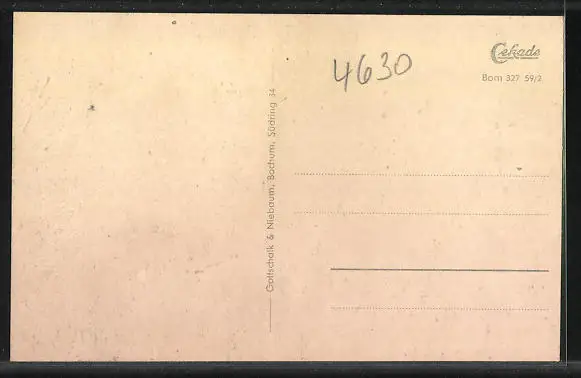 4630
Cekade
Bom 327 59/2
Gottschalk & Niebaum, Bochum, Südring 34